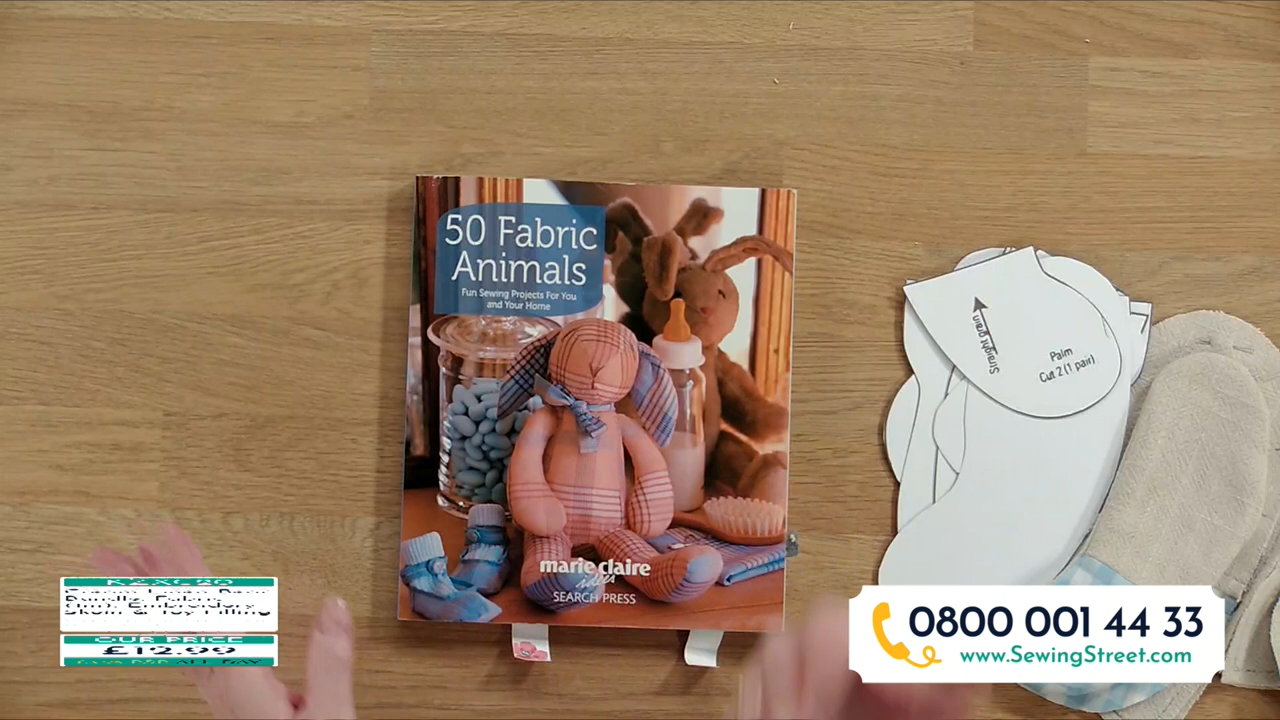 50 Fabric
Animals
Fun Sewing Projects For You
and Your Home
marie claire
idées
SEARCH PRESS
Straight grain
Palm
Cut 2 (1 pair)
OUR PRICE
£12.99
0800 001 44 33
www.SewingStreet.com